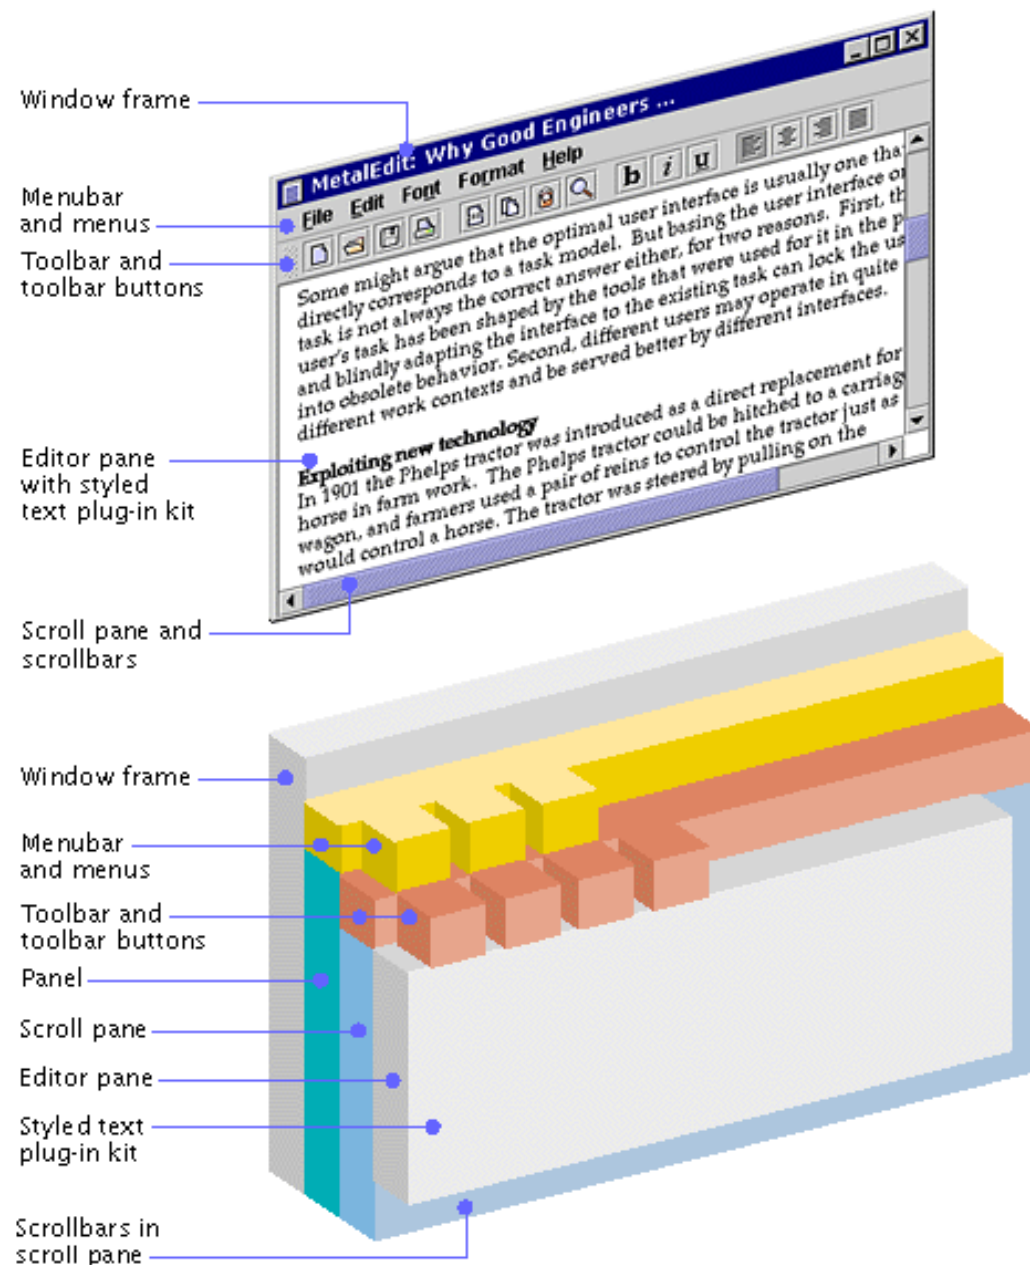 Window frame
MetalEdit: Why Good Engineers ...
Menubar
and menus
File Edit Font Format Help
Toolbar and
toolbar buttons
b i u
Some might argue that the optimal user interface is usually one tha
directly corresponds to a task model. But basing the user interface on
task is not always the correct answer either, for two reasons. First, th
user's task has been shaped by the tools that were used for it in the p
and blindly adapting the interface to the existing task can lock the us
into obsolete behavior. Second, different users may operate in quite
different work contexts and be served better by different interfaces.
Exploiting new technology
In 1901 the Phelps tractor was introduced as a direct replacement for
horse in farm work. The Phelps tractor could be hitched to a carriag
wagon, and farmers used a pair of reins to control the tractor just as
would control a horse. The tractor was steered by pulling on the
Editor pane
with styled
text plug-in kit
Scroll pane and
scrollbars
Window frame
Menubar
and menus
Toolbar and
toolbar buttons
Panel
Scroll pane
Editor pane
Styled text
plug-in kit
Scrollbars in
scroll pane